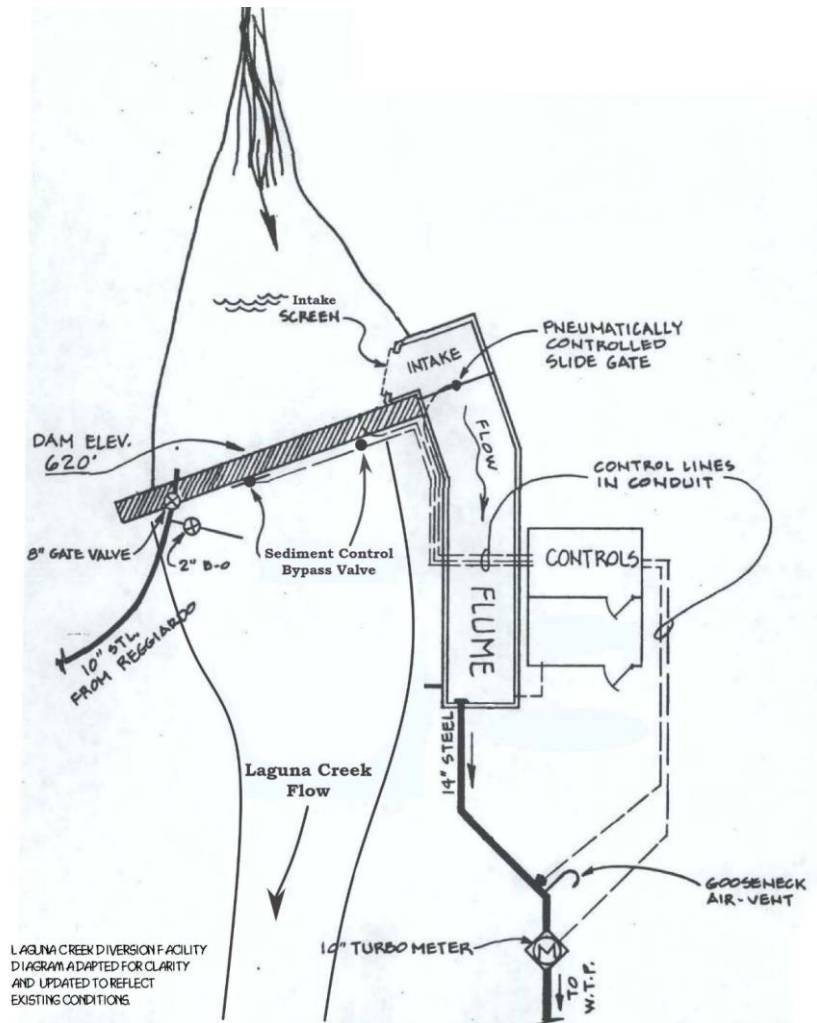 Intake
SCREEN
INTAKE
PNEUMATICALLY
CONTROLLED
SLIDE GATE
FLOW
DAM ELEV.
620'
CONTROL LINES
IN CONDUIT
8" GATE VALVE
2" B-O
Sediment Control
Bypass Valve
CONTROLS
FLUME
10" STL.
FROM REGGIARDO
14" STEEL
Laguna Creek
Flow
GOOSENECK
AIR-VENT
10" TURBO METER
M
TO
W.T.P.
LAGUNA CREEK DIVERSION FACILITY
DIAGRAM ADAPTED FOR CLARITY
AND UPDATED TO REFLECT
EXISTING CONDITIONS.